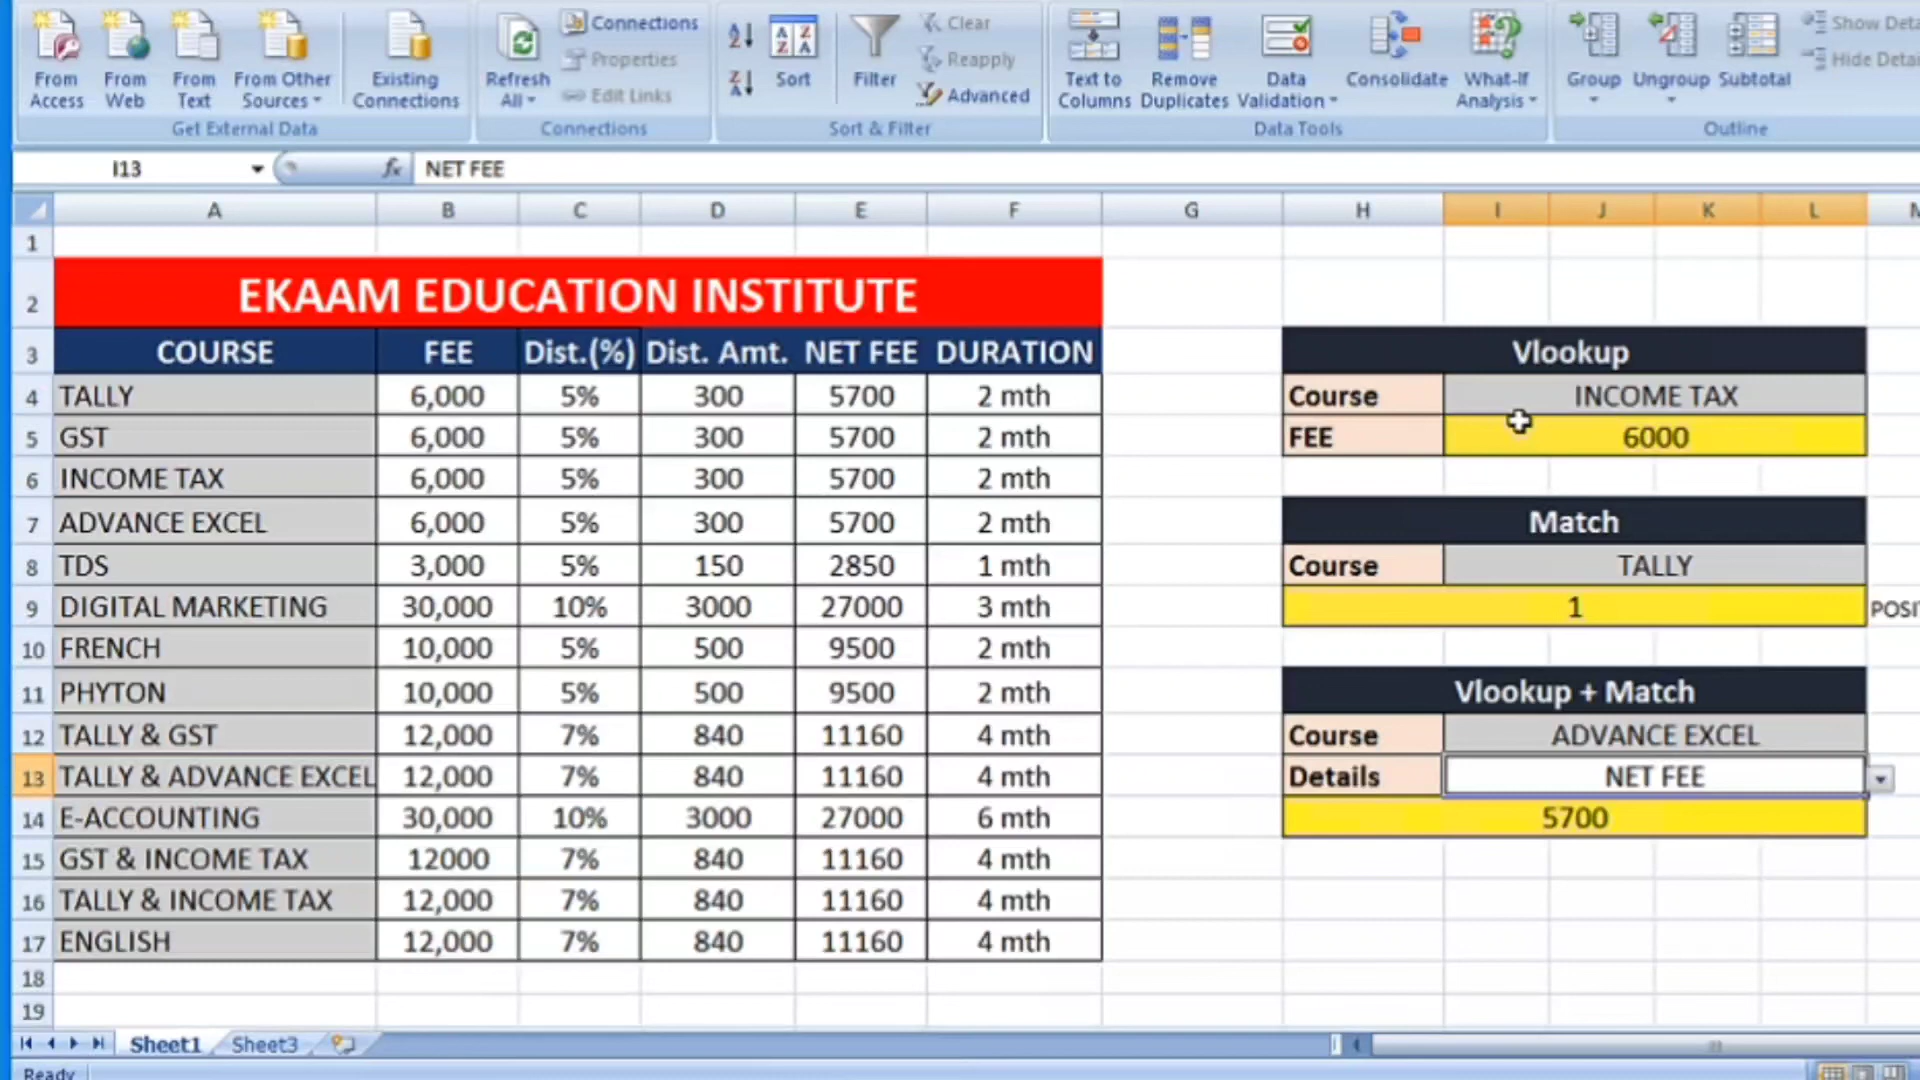 From Access
From Web
From Text
From Other Sources
Existing Connections
Get External Data
Refresh All
Connections
Properties
Edit Links
Connections
Sort
Filter
Clear
Reapply
Advanced
Sort & Filter
Text to Columns
Remove Duplicates
Data Validation
Consolidate
What-If Analysis
Data Tools
Group
Ungroup
Subtotal
Show Deta
Hide Detai
Outline
I13 fx NET FEE
A B C D E F G H I J K L M
1
2 EKAAM EDUCATION INSTITUTE
3 COURSE FEE Dist.(%) Dist. Amt. NET FEE DURATION Vlookup
4 TALLY 6,000 5% 300 5700 2 mth Course INCOME TAX
5 GST 6,000 5% 300 5700 2 mth FEE 6000
6 INCOME TAX 6,000 5% 300 5700 2 mth
7 ADVANCE EXCEL 6,000 5% 300 5700 2 mth Match
8 TDS 3,000 5% 150 2850 1 mth Course TALLY
9 DIGITAL MARKETING 30,000 10% 3000 27000 3 mth 1 POSI
10 FRENCH 10,000 5% 500 9500 2 mth
11 PHYTON 10,000 5% 500 9500 2 mth Vlookup + Match
12 TALLY & GST 12,000 7% 840 11160 4 mth Course ADVANCE EXCEL
13 TALLY & ADVANCE EXCEL 12,000 7% 840 11160 4 mth Details NET FEE
14 E-ACCOUNTING 30,000 10% 3000 27000 6 mth 5700
15 GST & INCOME TAX 12000 7% 840 11160 4 mth
16 TALLY & INCOME TAX 12,000 7% 840 11160 4 mth
17 ENGLISH 12,000 7% 840 11160 4 mth
18
19
Sheet1 Sheet3
Ready